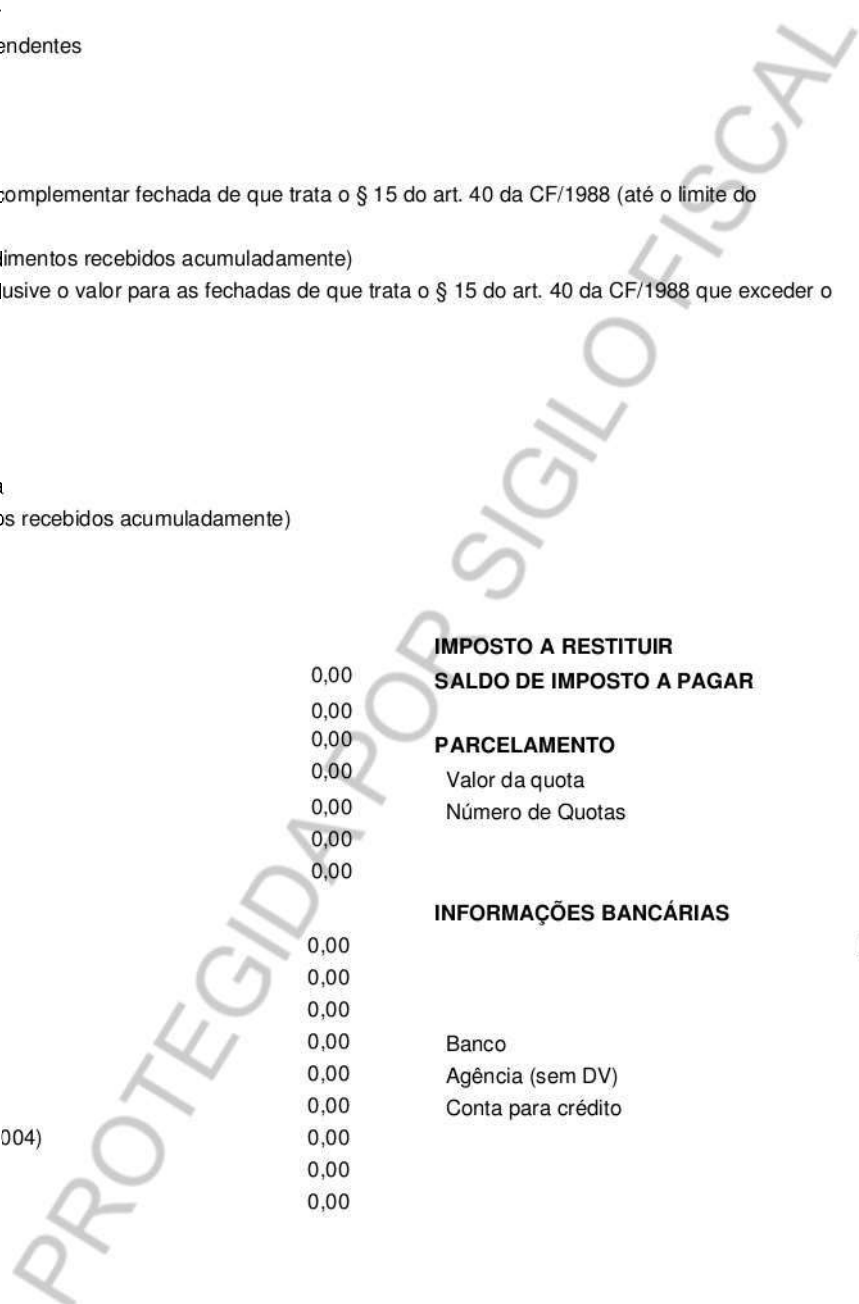 endentes
complementar fechada de que trata o § 15 do art. 40 da CF/1988 (até o limite do
dimentos recebidos acumuladamente)
lusive o valor para as fechadas de que trata o § 15 do art. 40 da CF/1988 que exceder o
a
os recebidos acumuladamente)
IMPOSTO A RESTITUIR
0,00 SALDO DE IMPOSTO A PAGAR
0,00
0,00 PARCELAMENTO
0,00 Valor da quota
0,00 Número de Quotas
0,00
0,00
INFORMAÇÕES BANCÁRIAS
0,00
0,00
0,00
0,00 Banco
0,00 Agência (sem DV)
0,00 Conta para crédito
004) 0,00
0,00
0,00
PROTEGIDA POR SIGILO FISCAL